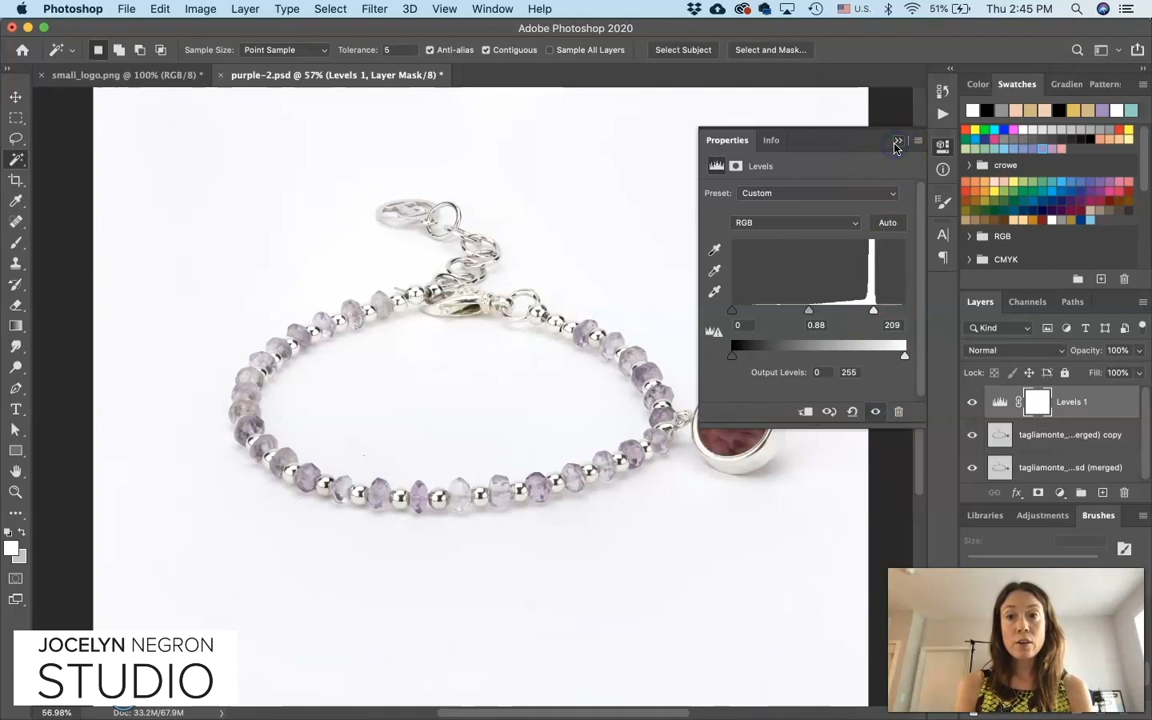 Photoshop File Edit Image Layer Type Select Filter 3D View Window Help U.S. 51% Thu 2:45 PM
Adobe Photoshop 2020
Sample Size: Point Sample Tolerance: 5 Anti-alias Contiguous Sample All Layers Select Subject Select and Mask...
small_logo.png @ 100% (RGB/8) * purple-2.psd @ 57% (Levels 1, Layer Mask/8) *
Color Swatches Gradien Pattern:
Properties Info
Levels
crowe
Preset: Custom
RGB Auto
RGB
CMYK
0 0.88 209
Output Levels: 0 255
Layers Channels Paths
Kind
Normal Opacity: 100%
Lock: Fill: 100%
Levels 1
tagliamonte_...erged) copy
tagliamonte_...sd (merged)
Libraries Adjustments Brushes
Size:
JOCELYN NEGRON
STUDIO
56.98% Doc: 33.2M/67.9M